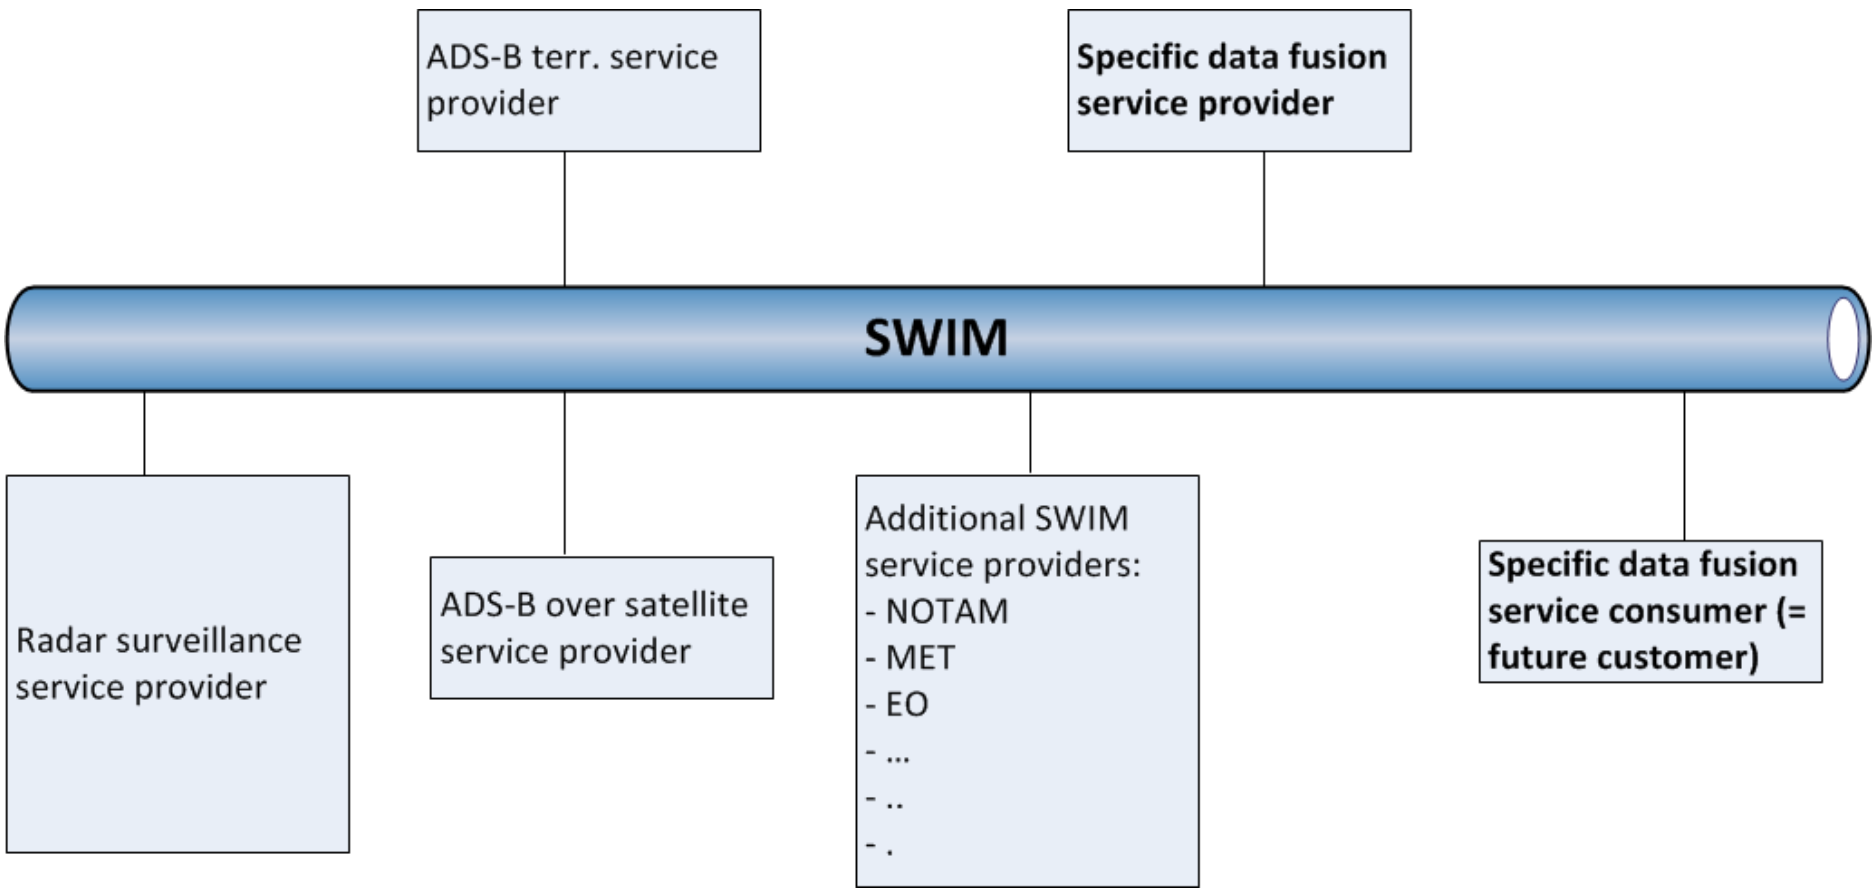 ADS-B terr. service
provider
Specific data fusion
service provider
SWIM
Radar surveillance
service provider
ADS-B over satellite
service provider
Additional SWIM
service providers:
- NOTAM
- MET
- EO
- ...
- ..
- .
Specific data fusion
service consumer (=
future customer)